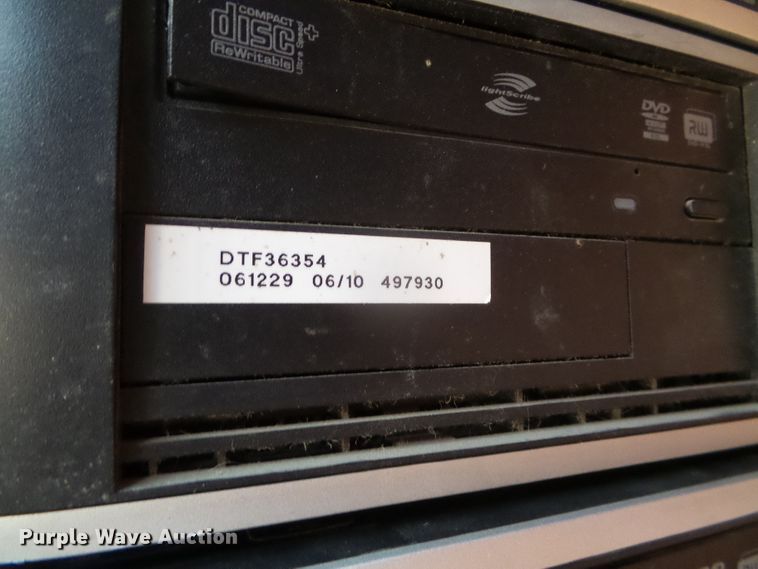 COMPACT
disc
ReWritable
Ultra Speed +
lightScribe
DVD
RW
DTF36354
061229 06/10 497930
Purple Wave Auction